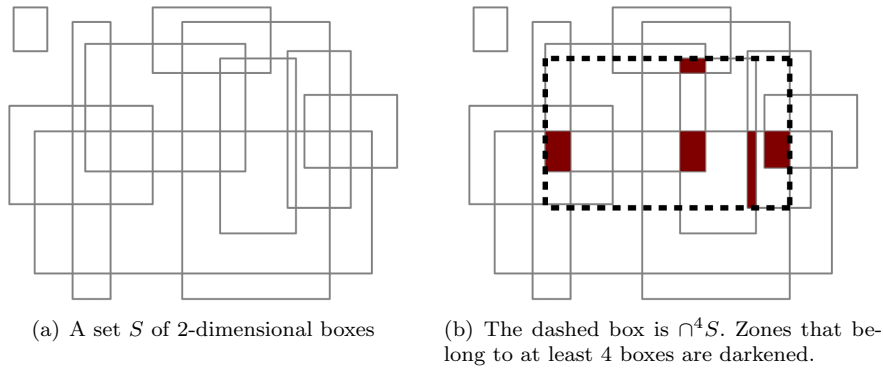 (a) A set S of 2-dimensional boxes
(b) The dashed box is ∩⁴S. Zones that be-
long to at least 4 boxes are darkened.